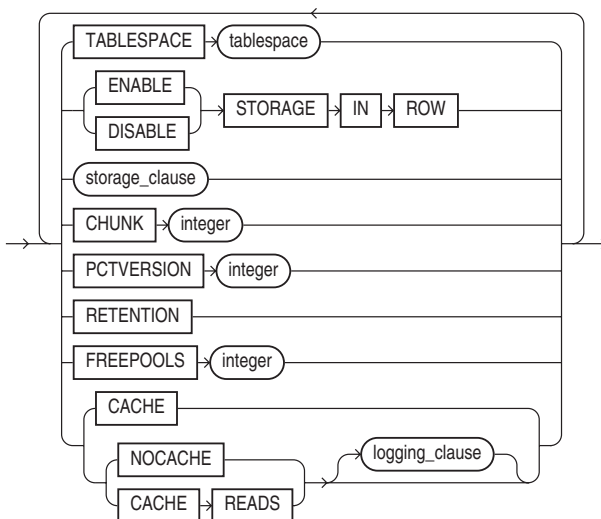 TABLESPACE tablespace
ENABLE
STORAGE IN ROW
DISABLE
storage_clause
CHUNK integer
PCTVERSION integer
RETENTION
FREEPOOLS integer
CACHE
NOCACHE
logging_clause
CACHE READS